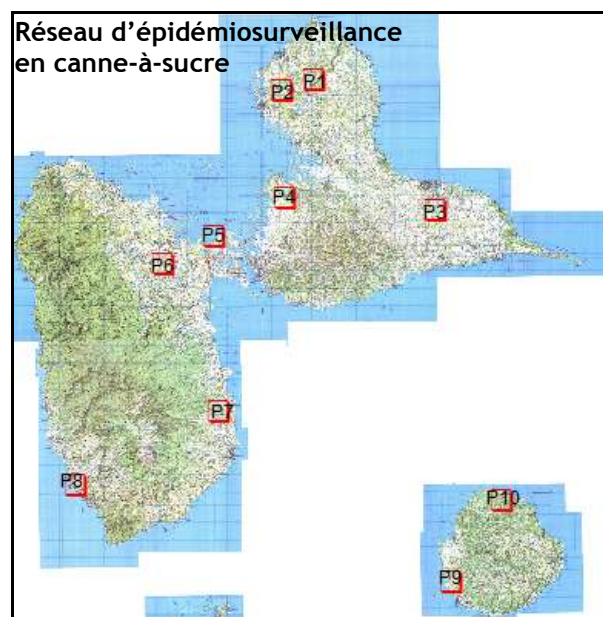 Réseau d’épidémiosurveillance
en canne-à-sucre
P1
P2
P4
P3
P5
P6
P7
P8
P10
P9